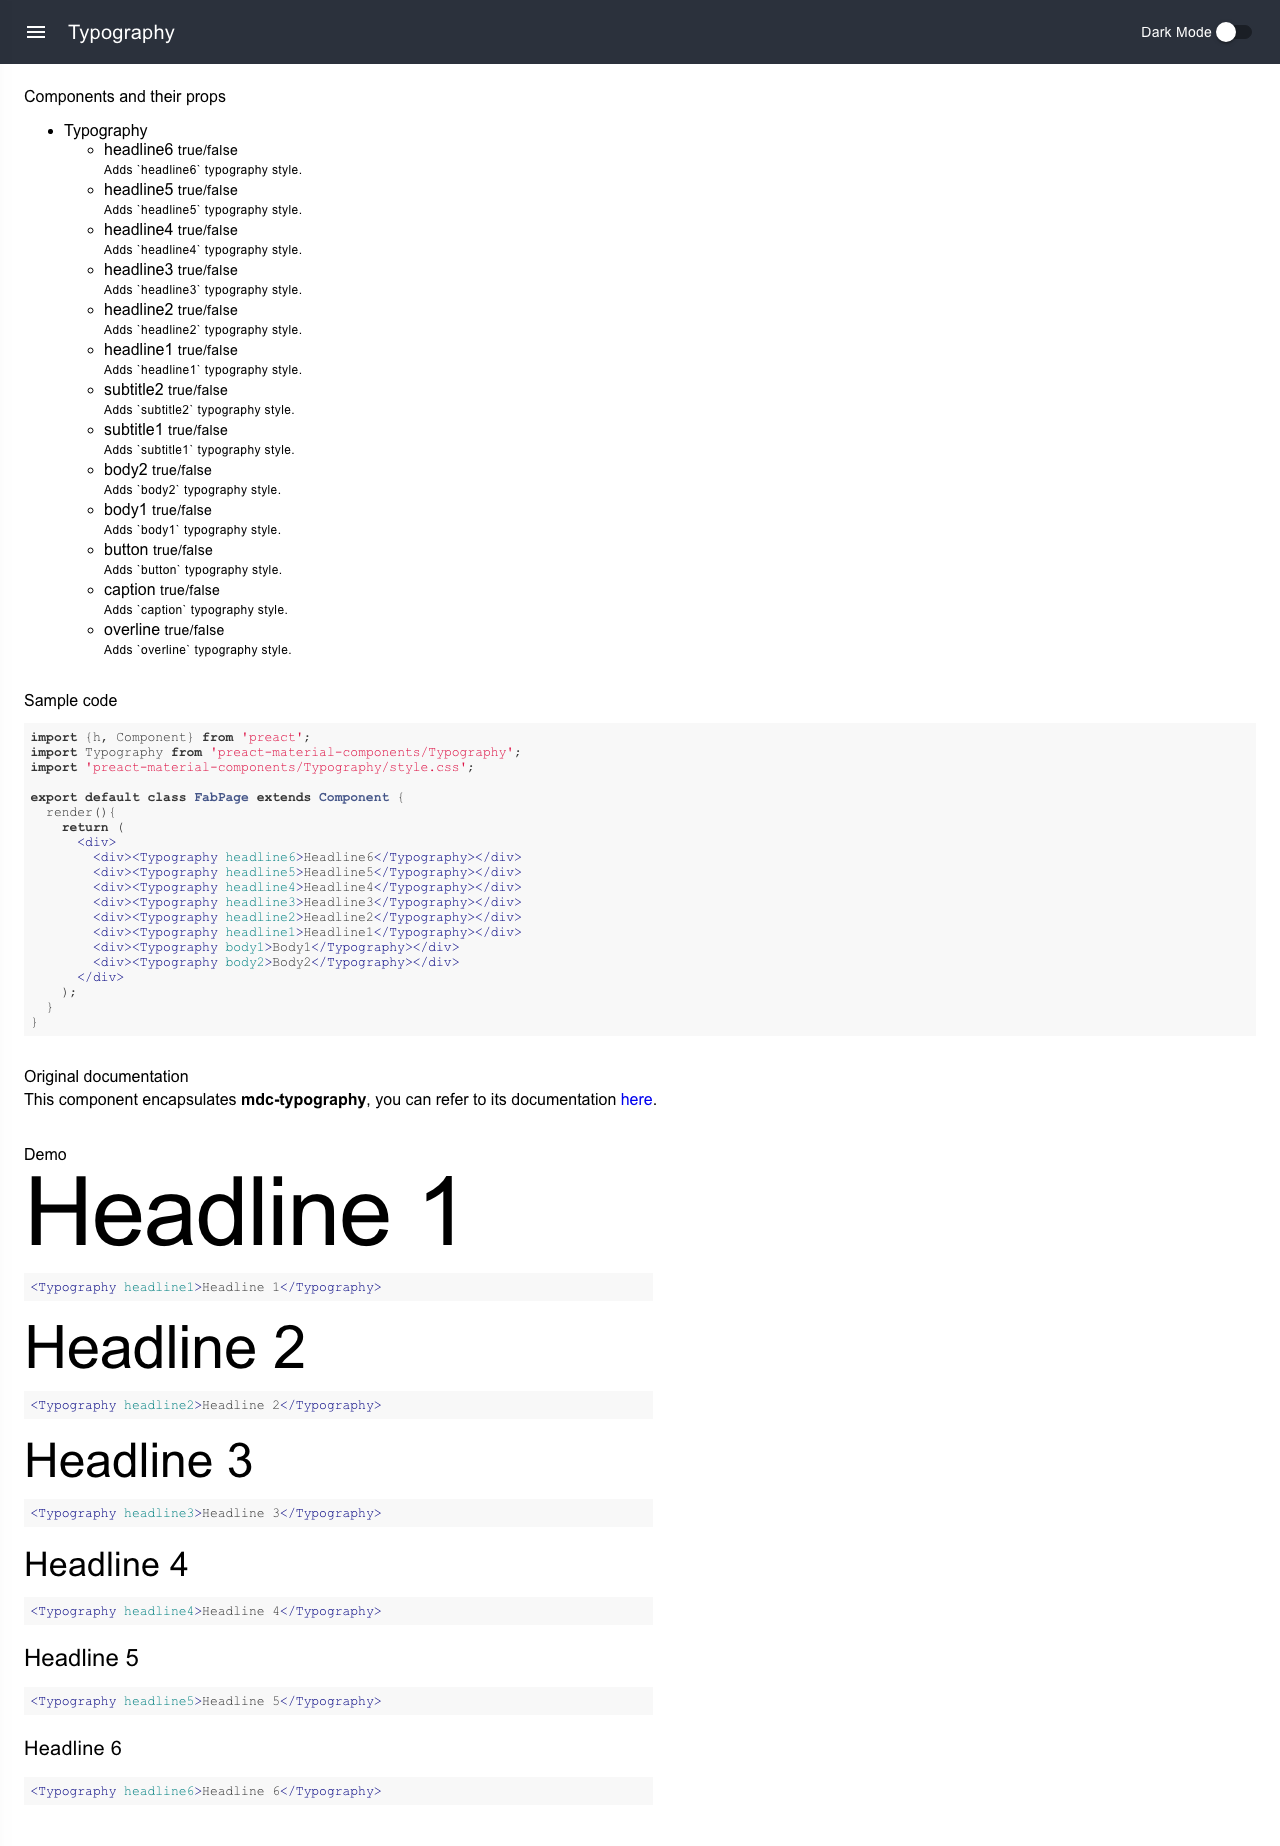 Typography
Dark Mode
Components and their props
Typography
headline6 true/false
Adds `headline6` typography style.
headline5 true/false
Adds `headline5` typography style.
headline4 true/false
Adds `headline4` typography style.
headline3 true/false
Adds `headline3` typography style.
headline2 true/false
Adds `headline2` typography style.
headline1 true/false
Adds `headline1` typography style.
subtitle2 true/false
Adds `subtitle2` typography style.
subtitle1 true/false
Adds `subtitle1` typography style.
body2 true/false
Adds `body2` typography style.
body1 true/false
Adds `body1` typography style.
button true/false
Adds `button` typography style.
caption true/false
Adds `caption` typography style.
overline true/false
Adds `overline` typography style.
Sample code
import {h, Component} from 'preact';
import Typography from 'preact-material-components/Typography';
import 'preact-material-components/Typography/style.css';
export default class FabPage extends Component {
render(){
return (
<div>
<div><Typography headline6>Headline6</Typography></div>
<div><Typography headline5>Headline5</Typography></div>
<div><Typography headline4>Headline4</Typography></div>
<div><Typography headline3>Headline3</Typography></div>
<div><Typography headline2>Headline2</Typography></div>
<div><Typography headline1>Headline1</Typography></div>
<div><Typography body1>Body1</Typography></div>
<div><Typography body2>Body2</Typography></div>
</div>
);
}
}
Original documentation
This component encapsulates mdc-typography, you can refer to its documentation here.
Demo
Headline 1
<Typography headline1>Headline 1</Typography>
Headline 2
<Typography headline2>Headline 2</Typography>
Headline 3
<Typography headline3>Headline 3</Typography>
Headline 4
<Typography headline4>Headline 4</Typography>
Headline 5
<Typography headline5>Headline 5</Typography>
Headline 6
<Typography headline6>Headline 6</Typography>